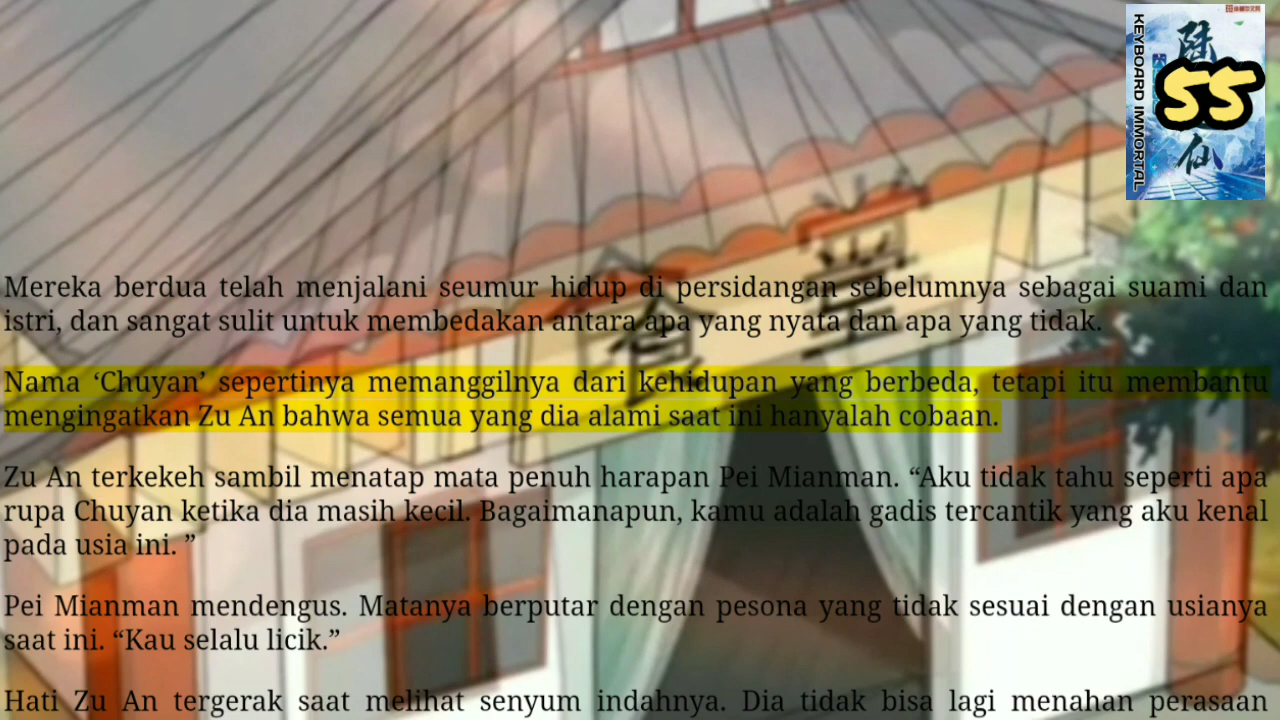 陆
55
仙
KEYBOARD IMMORTAL
食堂
Mereka berdua telah menjalani seumur hidup di persidangan sebelumnya sebagai suami dan
istri, dan sangat sulit untuk membedakan antara apa yang nyata dan apa yang tidak.
Nama ‘Chuyan’ sepertinya memanggilnya dari kehidupan yang berbeda, tetapi itu membantu
mengingatkan Zu An bahwa semua yang dia alami saat ini hanyalah cobaan.
Zu An terkekeh sambil menatap mata penuh harapan Pei Mianman. “Aku tidak tahu seperti apa
rupa Chuyan ketika dia masih kecil. Bagaimanapun, kamu adalah gadis tercantik yang aku kenal
pada usia ini. ”
Pei Mianman mendengus. Matanya berputar dengan pesona yang tidak sesuai dengan usianya
saat ini. “Kau selalu licik.”
Hati Zu An tergerak saat melihat senyum indahnya. Dia tidak bisa lagi menahan perasaan